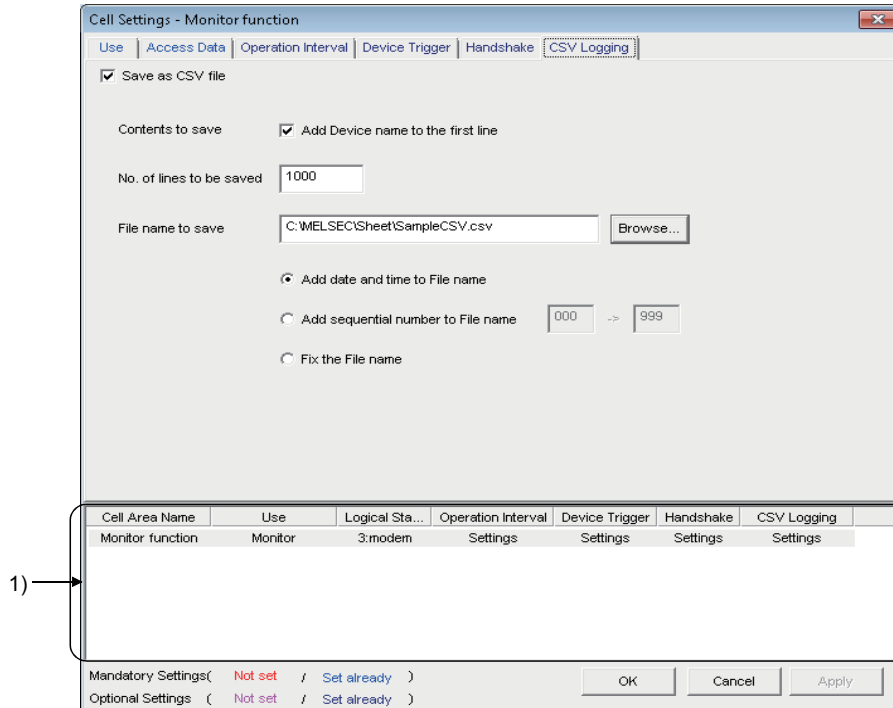 Cell Settings - Monitor function
Use Access Data Operation Interval Device Trigger Handshake CSV Logging
Save as CSV file
Contents to save Add Device name to the first line
No. of lines to be saved 1000
File name to save C:\MELSEC\Sheet\SampleCSV.csv Browse...
Add date and time to File name
Add sequential number to File name 000 -> 999
Fix the File name
Cell Area Name Use Logical Sta... Operation Interval Device Trigger Handshake CSV Logging
Monitor function Monitor 3:modem Settings Settings Settings Settings
1)
Mandatory Settings( Not set / Set already ) OK Cancel Apply
Optional Settings ( Not set / Set already )